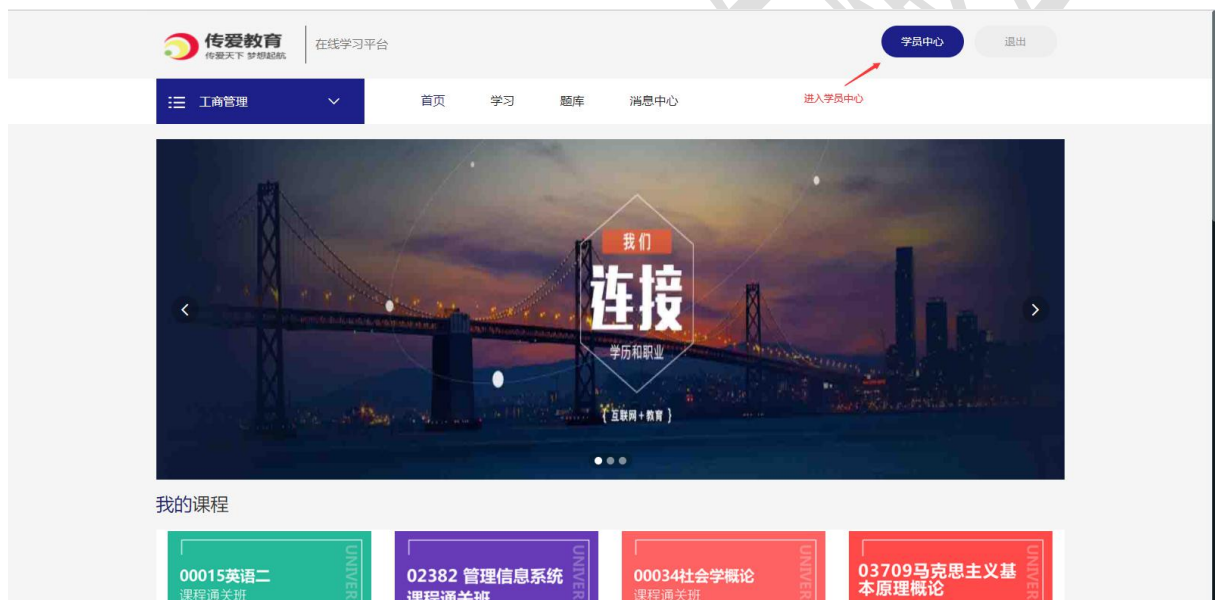 传爱教育
传爱天下 梦想起航
在线学习平台
学员中心
退出
工商管理
首页
学习
题库
消息中心
进入学员中心
我们
连接
学历和职业
{ 互联网+教育 }
我的课程
00015英语二
课程通关班
UNIVER
02382 管理信息系统
课程通关班
UNIVER
00034社会学概论
课程通关班
UNIVER
03709马克思主义基
本原理概论
UNIVER